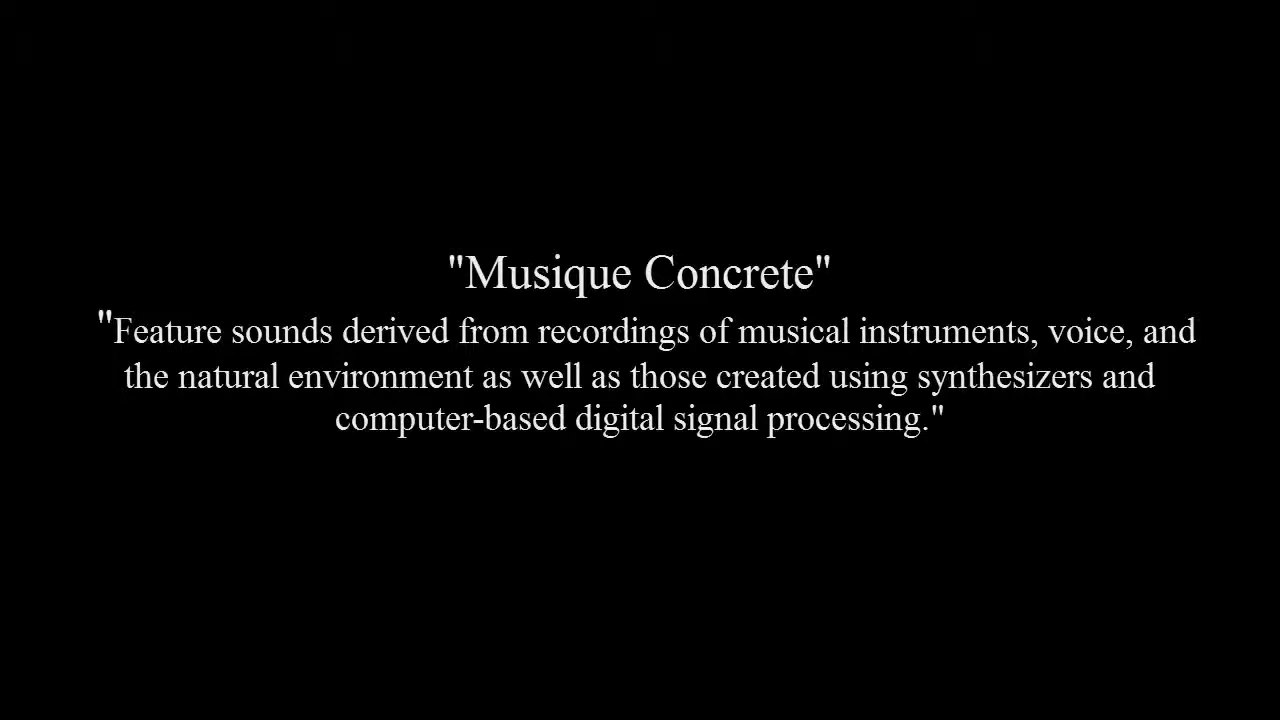 "Musique Concrete"
"Feature sounds derived from recordings of musical instruments, voice, and
the natural environment as well as those created using synthesizers and
computer-based digital signal processing."